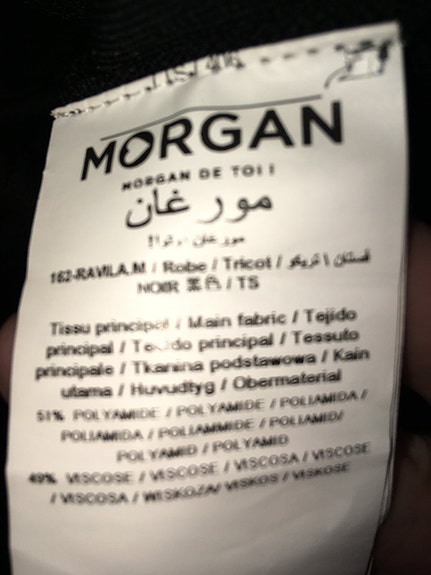 MORGAN
MORGAN DE TOI !
مورغان
162-RAVILA.M / Robe / Tricot / فستان \ تريكو
NOIR 黑色 / TS
Tissu principal / Main fabric / Tejido
principal / Tecido principal / Tessuto
principale / Tkanina podstawowa / Kain
utama / Huvudtyg / Obermaterial
51% POLYAMIDE / POLYAMIDE / POLIAMIDA /
POLIAMIDA / POLIAMMIDE / POLIAMID/
POLYAMID / POLYAMID
49% VISCOSE / VISCOSE / VISCOSA / VISCOSE
/ VISCOSA / WISKOZA/ VISKOS / VISKOSE